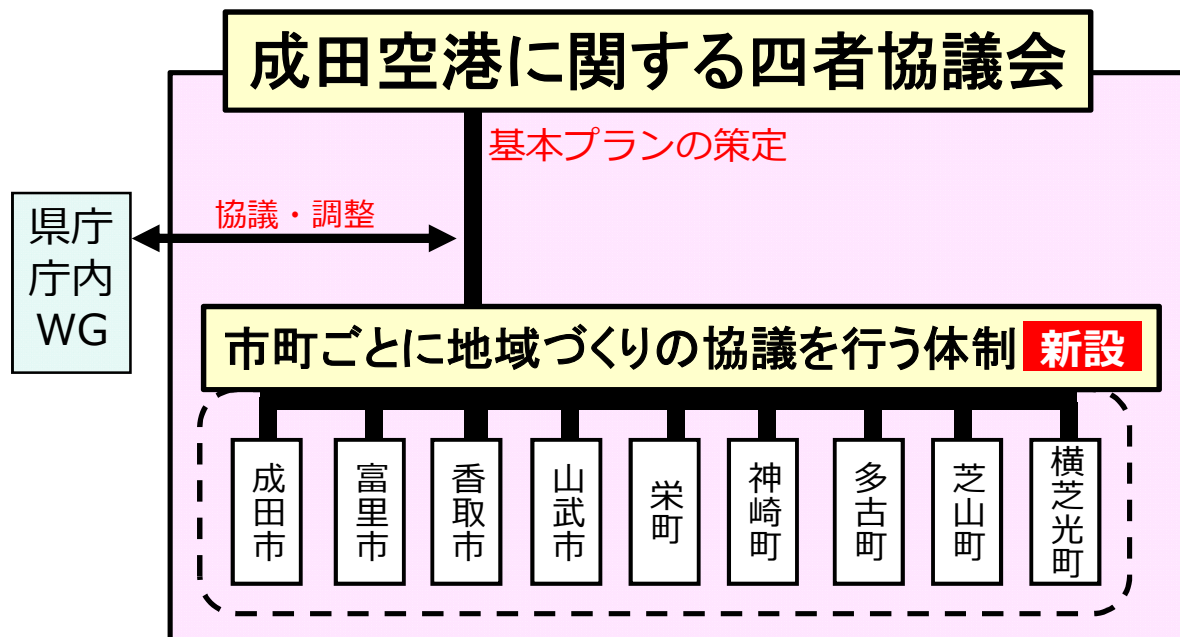 成田空港に関する四者協議会
基本プランの策定
協議・調整
県庁
庁内
WG
市町ごとに地域づくりの協議を行う体制 新設
成田市
富里市
香取市
山武市
栄町
神崎町
多古町
芝山町
横芝光町